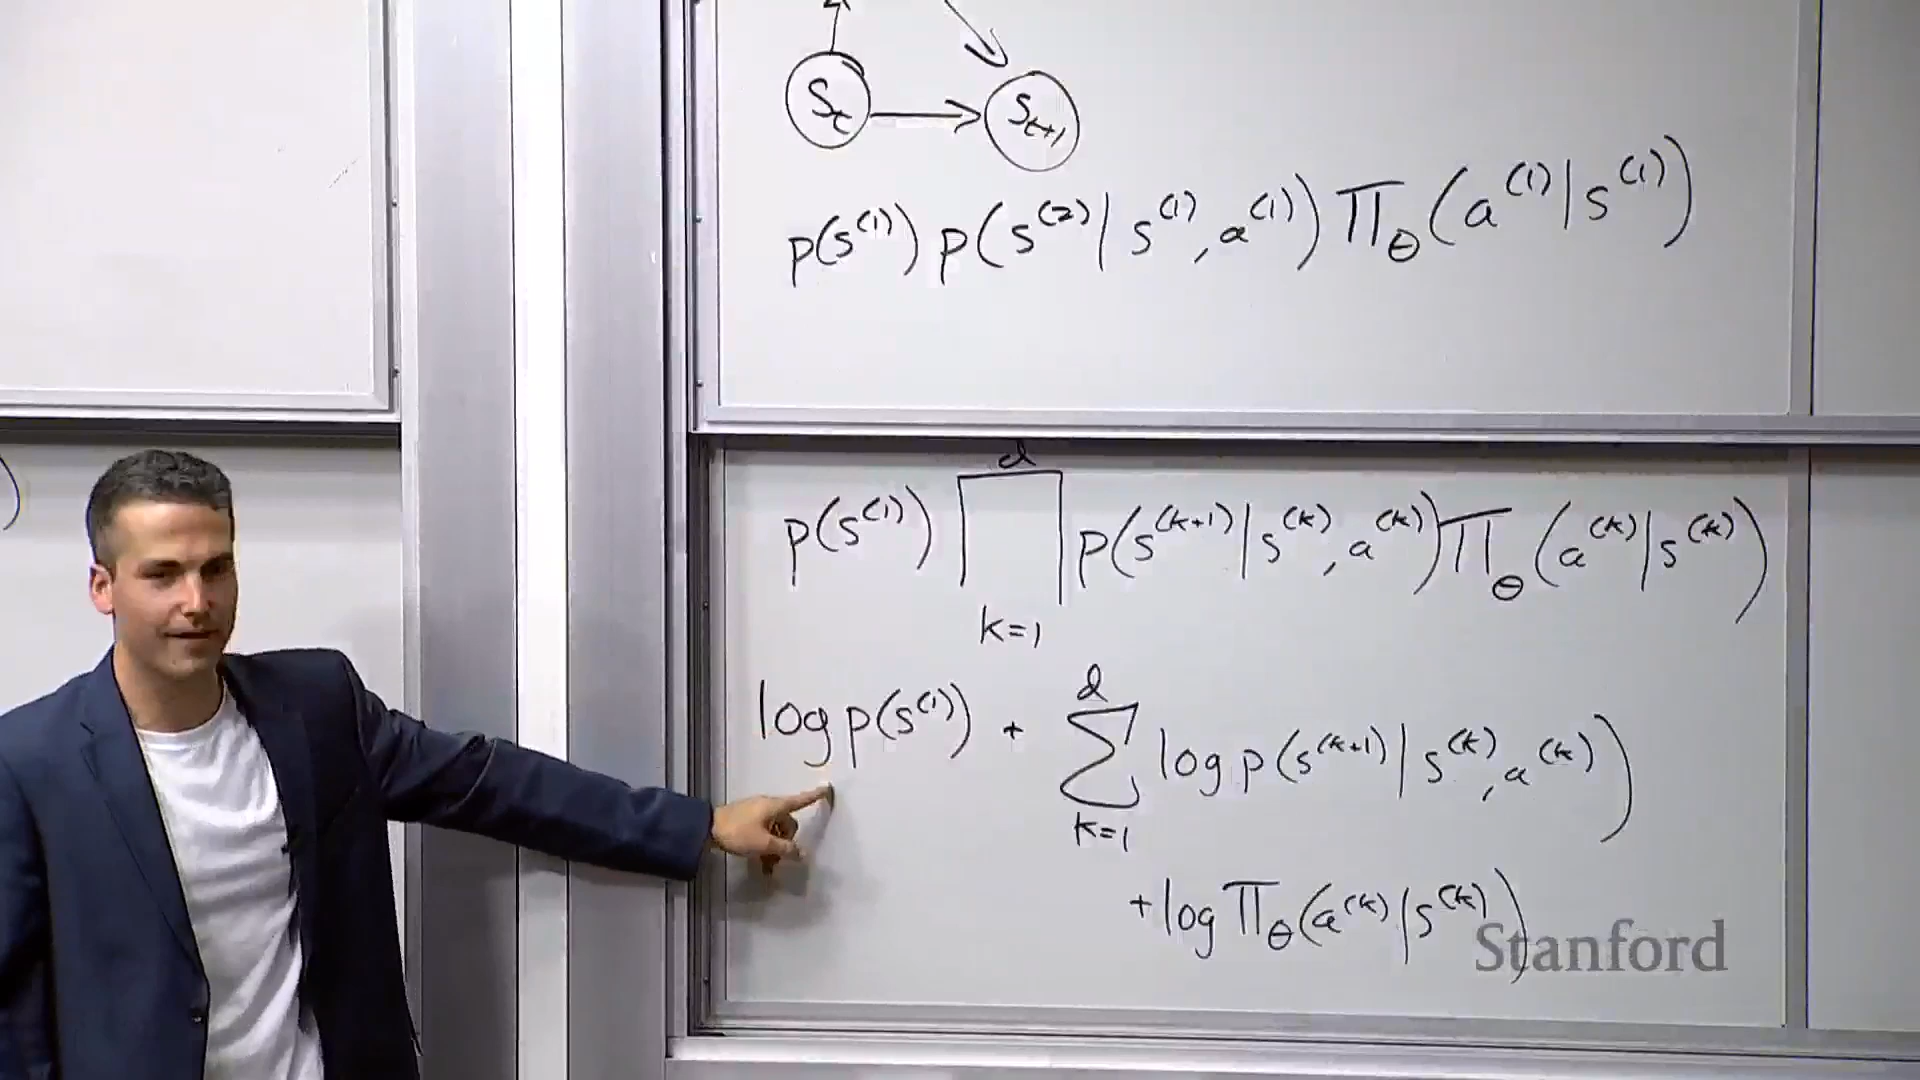 S_t → S_{t+1}
p(s^{(1)}) p(s^{(2)} | s^{(1)}, a^{(1)}) π_θ(a^{(1)} | s^{(1)})
p(s^{(1)}) ∏_{k=1}^{d} p(s^{(k+1)} | s^{(k)}, a^{(k)}) π_θ(a^{(k)} | s^{(k)})
log p(s^{(1)}) + ∑_{k=1}^{d} log p(s^{(k+1)} | s^{(k)}, a^{(k)})
+ log π_θ(a^{(k)} | s^{(k)})
Stanford